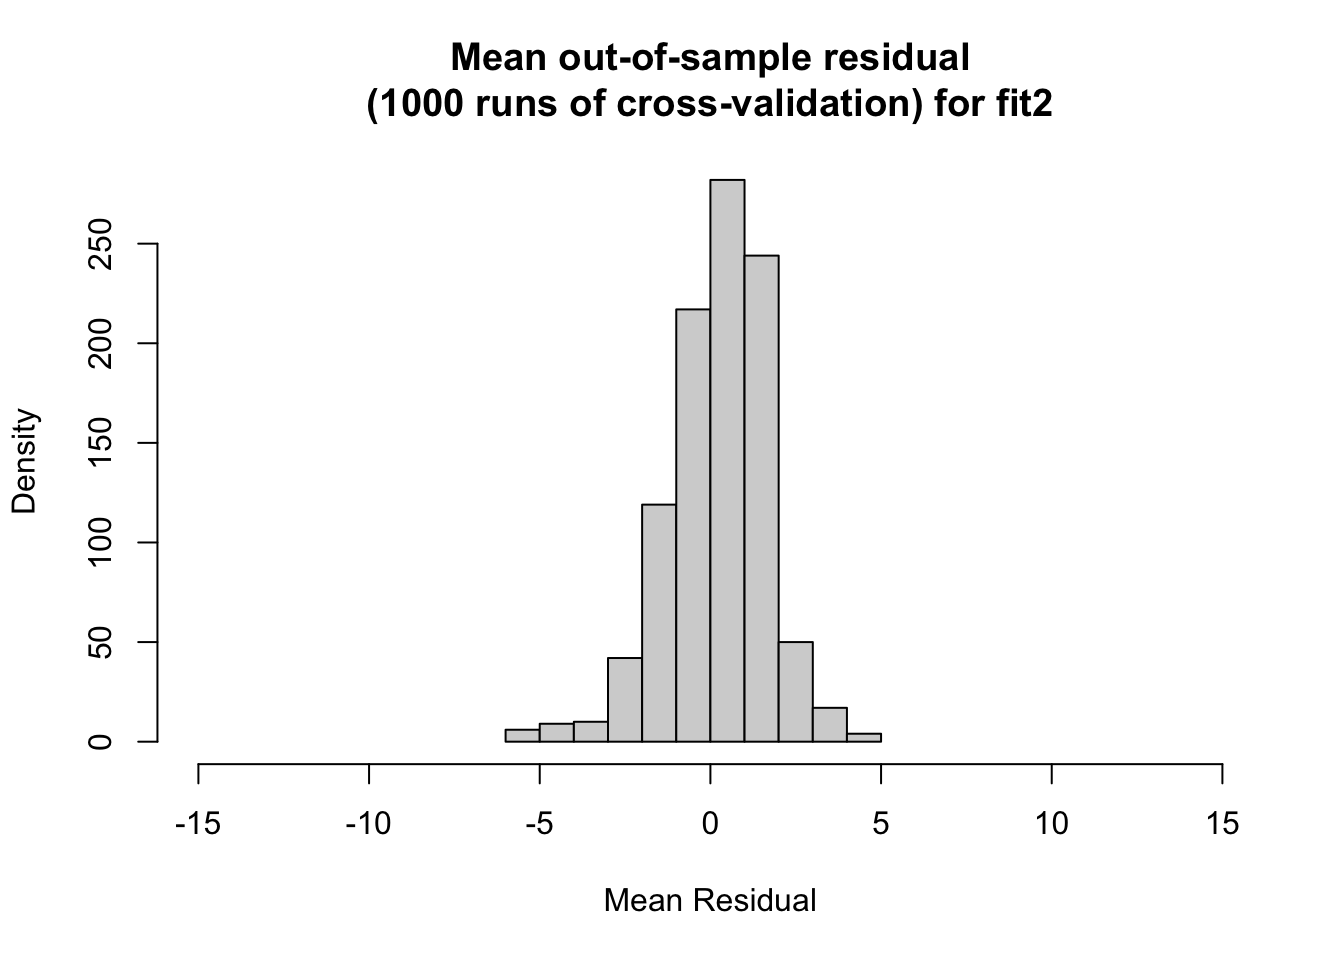 Mean out-of-sample residual
(1000 runs of cross-validation) for fit2
Density
250
200
150
100
50
0
-15 -10 -5 0 5 10 15
Mean Residual